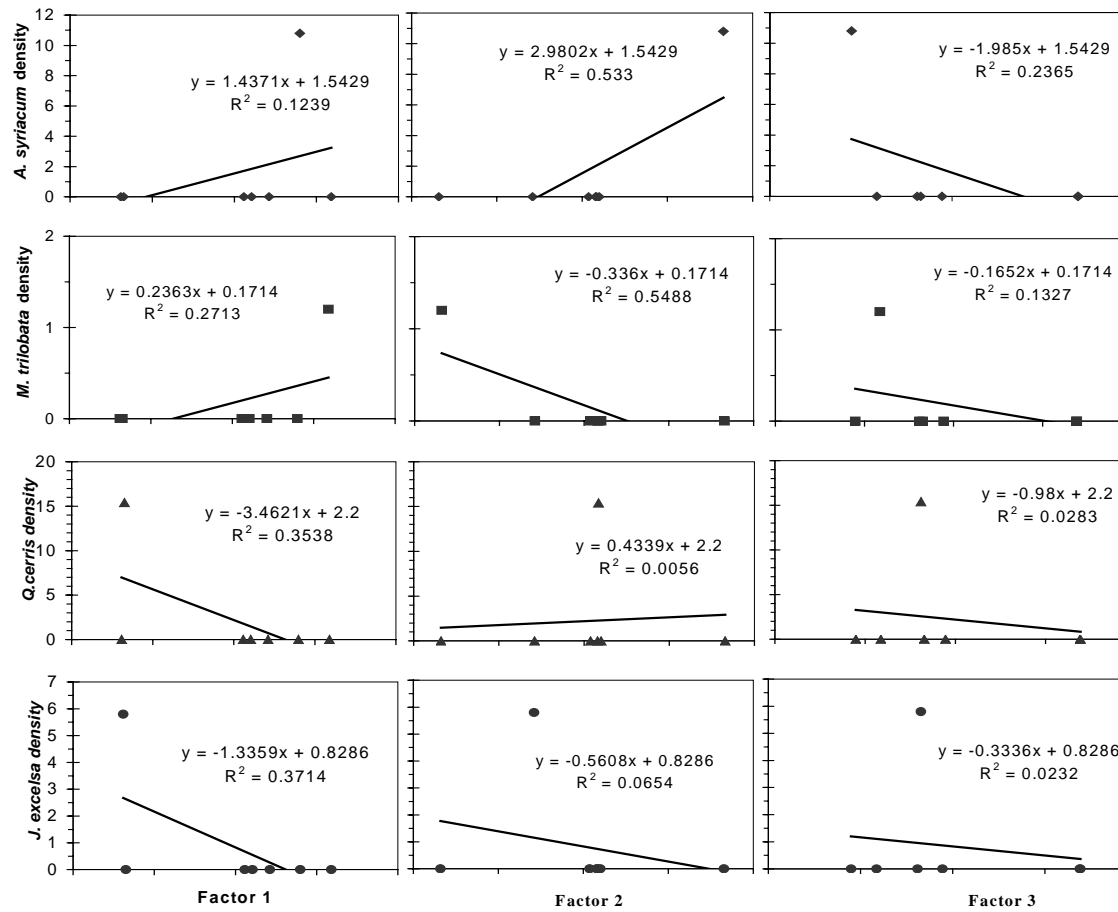 12
10
8
6
4
2
0
A. syriacum density
y = 1.4371x + 1.5429
R² = 0.1239
y = 2.9802x + 1.5429
R² = 0.533
y = -1.985x + 1.5429
R² = 0.2365
2
1
0
M. trilobata density
y = 0.2363x + 0.1714
R² = 0.2713
y = -0.336x + 0.1714
R² = 0.5488
y = -0.1652x + 0.1714
R² = 0.1327
20
15
10
5
0
Q.cerris density
y = -3.4621x + 2.2
R² = 0.3538
y = 0.4339x + 2.2
R² = 0.0056
y = -0.98x + 2.2
R² = 0.0283
7
6
5
4
3
2
1
0
J. excelsa density
y = -1.3359x + 0.8286
R² = 0.3714
y = -0.5608x + 0.8286
R² = 0.0654
y = -0.3336x + 0.8286
R² = 0.0232
Factor 1
Factor 2
Factor 3